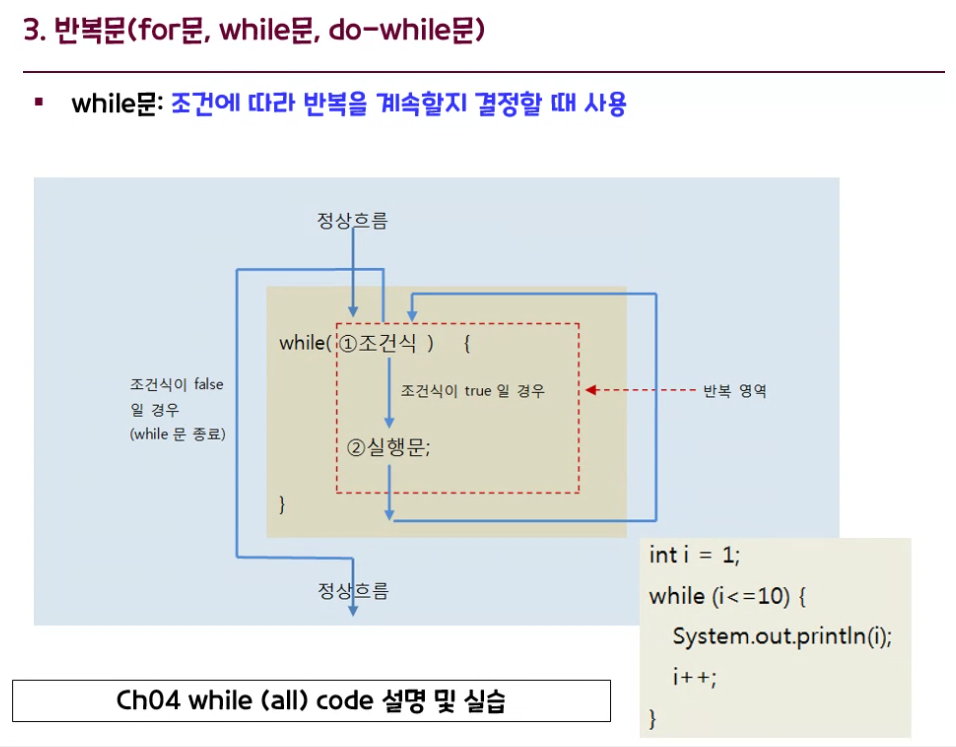 3. 반복문(for문, while문, do-while문)
▪ while문: 조건에 따라 반복을 계속할지 결정할 때 사용
정상흐름
while( ①조건식 ) {
조건식이 false
일 경우
(while 문 종료)
조건식이 true 일 경우
반복 영역
②실행문;
}
정상흐름
int i = 1;
while (i<=10) {
System.out.println(i);
i++;
}
Ch04 while (all) code 설명 및 실습